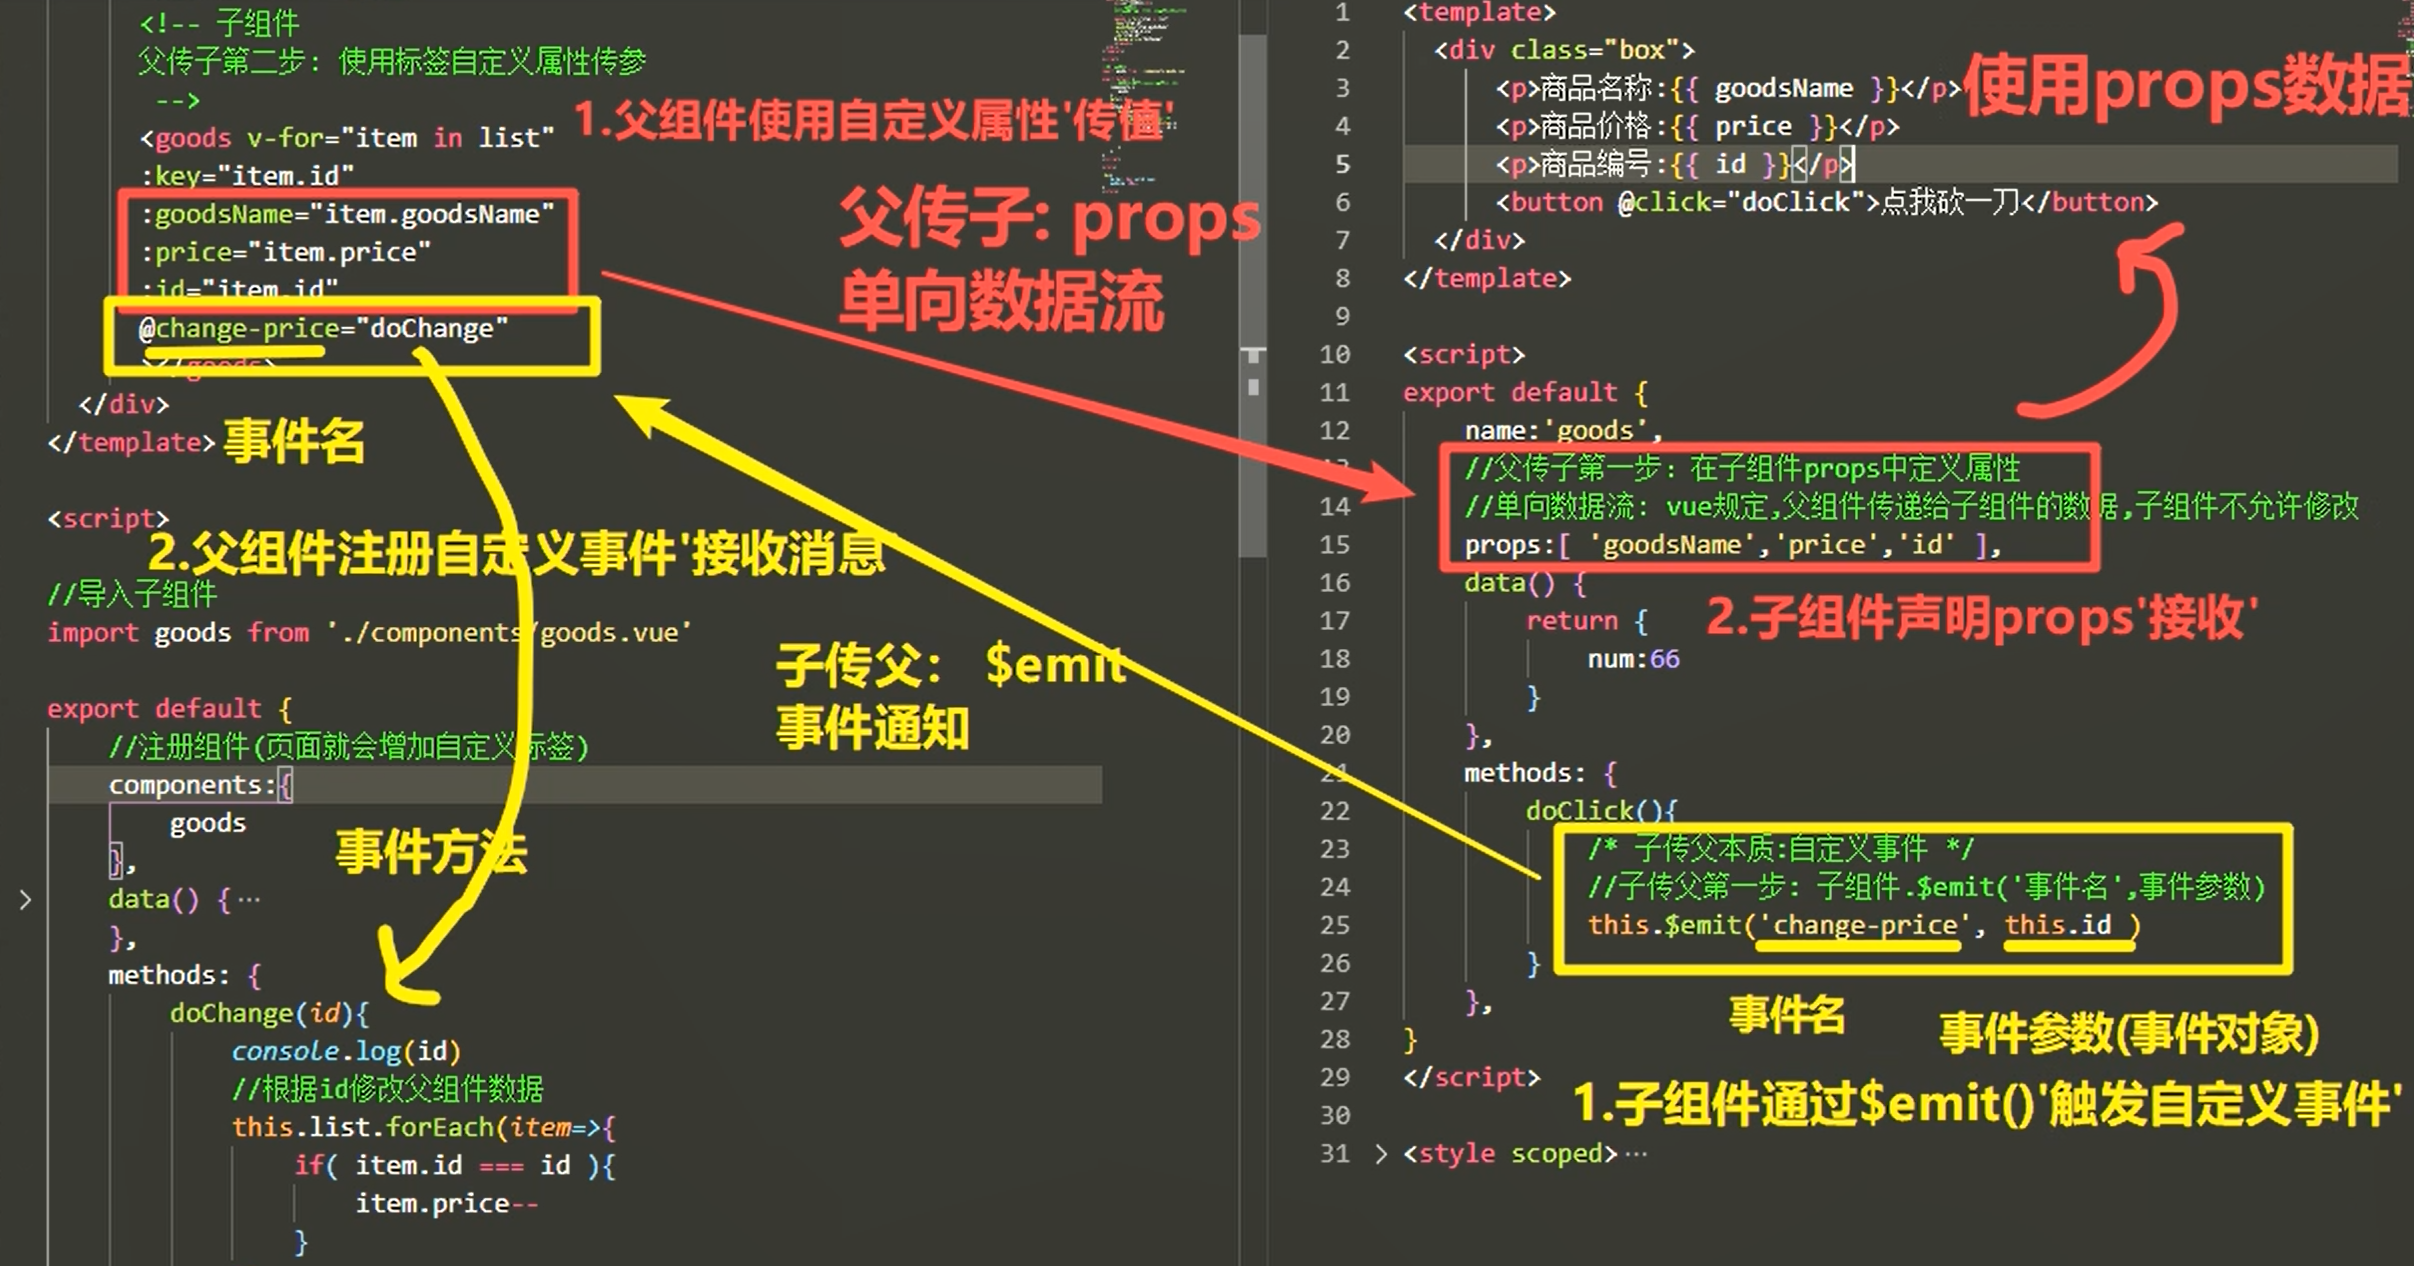 <!-- 子组件
父传子第二步: 使用标签自定义属性传参
-->
1.父组件使用自定义属性'传值'
<goods v-for="item in list"
:key="item.id"
:goodsName="item.goodsName"
:price="item.price"
:id="item.id"
@change-price="doChange"
></goods>
</div>
</template>
事件名
父传子: props
单向数据流
<script>
2.父组件注册自定义事件'接收消息
//导入子组件
import goods from './components/goods.vue'
子传父: $emit
事件通知
export default {
//注册组件(页面就会增加自定义标签)
components:{
goods
},
事件方法
data() {···
},
methods: {
doChange(id){
console.log(id)
//根据id修改父组件数据
this.list.forEach(item=>{
if( item.id === id ){
item.price--
}
1 <template>
2 <div class="box">
3 <p>商品名称:{{ goodsName }}</p>
使用props数据
4 <p>商品价格:{{ price }}</p>
5 <p>商品编号:{{ id }}</p>
6 <button @click="doClick">点我砍一刀</button>
7 </div>
8 </template>
9
10 <script>
11 export default {
12 name:'goods',
13 //父传子第一步: 在子组件props中定义属性
14 //单向数据流: vue规定,父组件传递给子组件的数据,子组件不允许修改
15 props:[ 'goodsName','price','id' ],
16 data() {
17 return {
2.子组件声明props'接收'
18 num:66
19 }
20 },
21 methods: {
22 doClick(){
23 /* 子传父本质:自定义事件 */
24 //子传父第一步: 子组件.$emit('事件名',事件参数)
25 this.$emit('change-price', this.id )
26 }
27 },
事件名 事件参数(事件对象)
28 }
29 </script>
1.子组件通过$emit()'触发自定义事件'
30
31 <style scoped>···